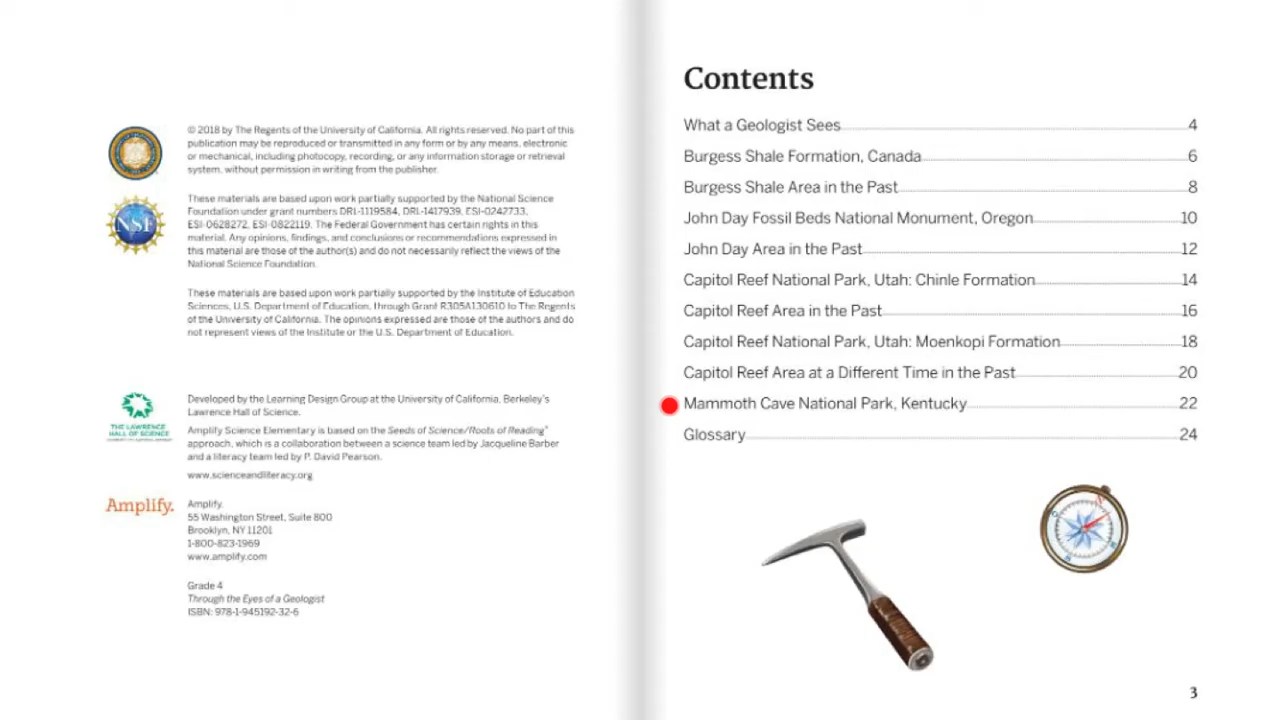 © 2018 by The Regents of the University of California. All rights reserved. No part of this
publication may be reproduced or transmitted in any form or by any means, electronic
or mechanical, including photocopy, recording, or any information storage or retrieval
system, without permission in writing from the publisher.
NSF
These materials are based upon work partially supported by the National Science
Foundation under grant numbers DRL-1119584, DRL-1417939, ESI-0242733,
ESI-0628272, ESI-0822119. The Federal Government has certain rights in this
material. Any opinions, findings, and conclusions or recommendations expressed in
this material are those of the author(s) and do not necessarily reflect the views of the
National Science Foundation.
These materials are based upon work partially supported by the Institute of Education
Sciences, U.S. Department of Education, through Grant R305A130610 to The Regents
of the University of California. The opinions expressed are those of the authors and do
not represent views of the Institute or the U.S. Department of Education.
THE LAWRENCE
HALL OF SCIENCE
Developed by the Learning Design Group at the University of California, Berkeley's
Lawrence Hall of Science.
Amplify Science Elementary is based on the Seeds of Science/Roots of Reading®
approach, which is a collaboration between a science team led by Jacqueline Barber
and a literacy team led by P. David Pearson.
www.scienceandliteracy.org
Amplify.
Amplify.
55 Washington Street, Suite 800
Brooklyn, NY 11201
1-800-823-1969
www.amplify.com
Grade 4
Through the Eyes of a Geologist
ISBN: 978-1-945192-32-6
Contents
What a Geologist Sees 4
Burgess Shale Formation, Canada 6
Burgess Shale Area in the Past 8
John Day Fossil Beds National Monument, Oregon 10
John Day Area in the Past 12
Capitol Reef National Park, Utah: Chinle Formation 14
Capitol Reef Area in the Past 16
Capitol Reef National Park, Utah: Moenkopi Formation 18
Capitol Reef Area at a Different Time in the Past 20
Mammoth Cave National Park, Kentucky 22
Glossary 24
3